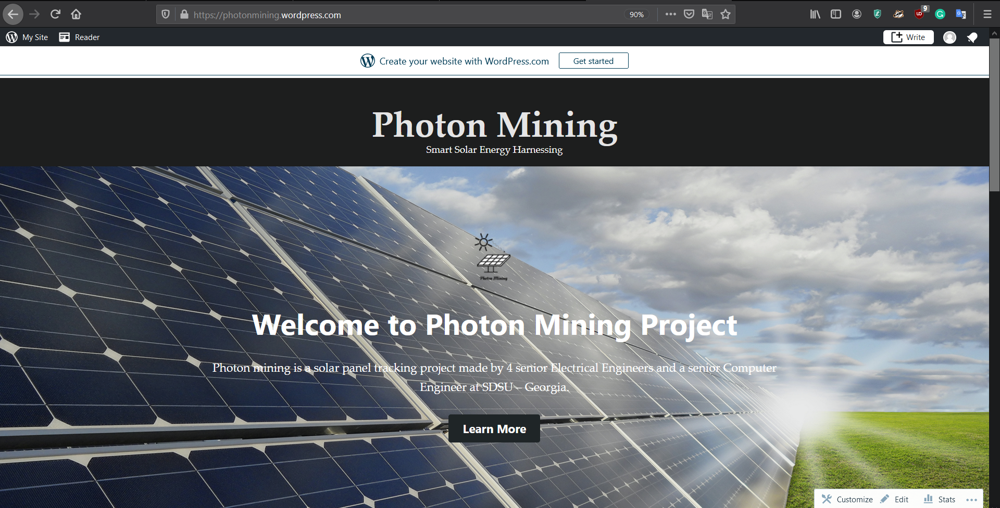 https://photonmining.wordpress.com
90%
9
My Site
Reader
Write
Create your website with WordPress.com
Get started
Photon Mining
Smart Solar Energy Harnessing
Photon Mining
Welcome to Photon Mining Project
Photon mining is a solar panel tracking project made by 4 senior Electrical Engineers and a senior Computer
Engineer at SDSU – Georgia.
Learn More
Customize
Edit
Stats